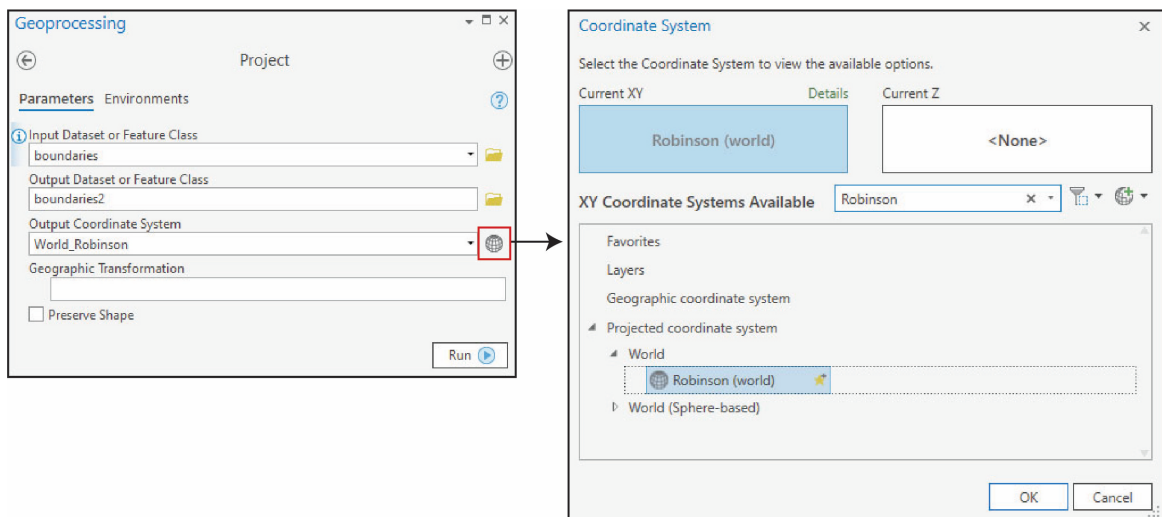 Geoprocessing
Project
Parameters Environments
Input Dataset or Feature Class
boundaries
Output Dataset or Feature Class
boundaries2
Output Coordinate System
World_Robinson
Geographic Transformation
Preserve Shape
Run
Coordinate System
Select the Coordinate System to view the available options.
Current XY Details Current Z
Robinson (world) <None>
XY Coordinate Systems Available Robinson
Favorites
Layers
Geographic coordinate system
Projected coordinate system
World
Robinson (world)
World (Sphere-based)
OK Cancel